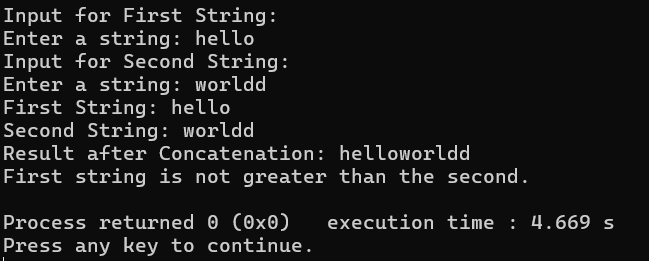 Input for First String:
Enter a string: hello
Input for Second String:
Enter a string: worldd
First String: hello
Second String: worldd
Result after Concatenation: helloworldd
First string is not greater than the second.
Process returned 0 (0x0)   execution time : 4.669 s
Press any key to continue.